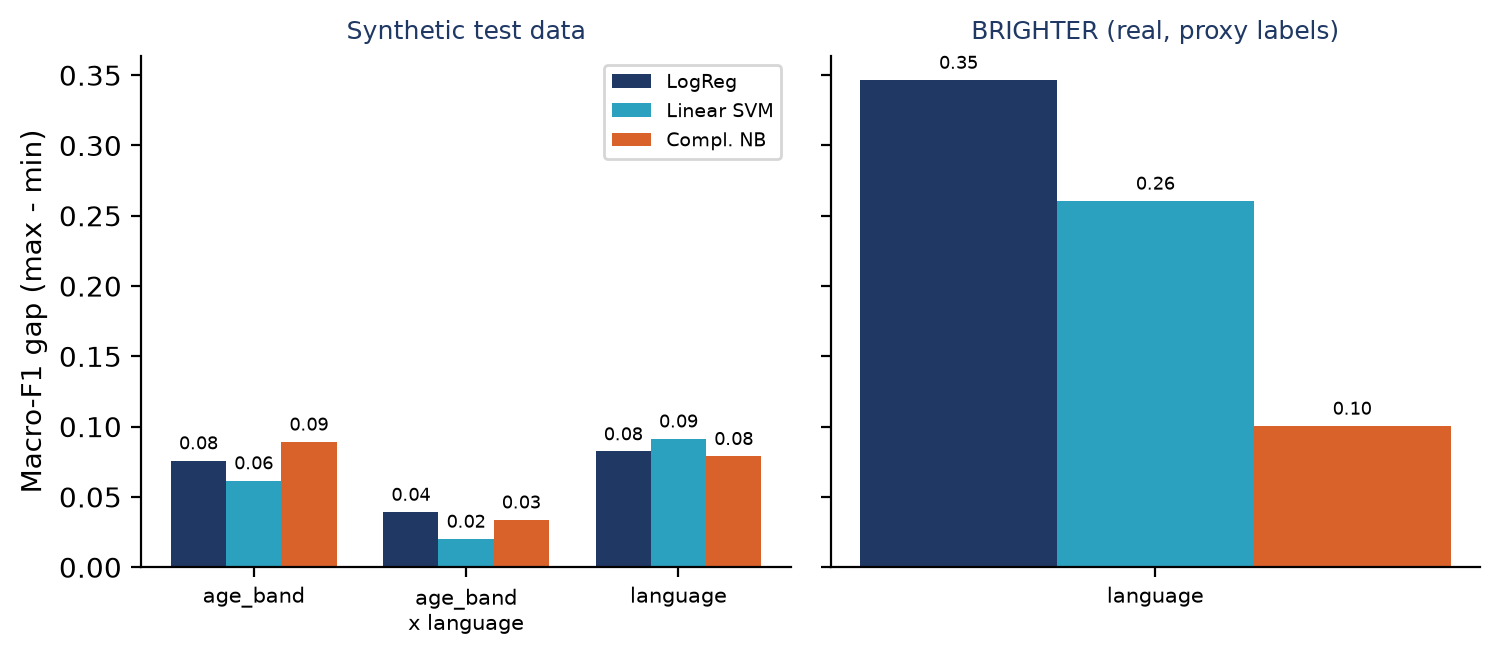 Synthetic test data
BRIGHTER (real, proxy labels)
Macro-F1 gap (max - min)
0.35
0.30
0.25
0.20
0.15
0.10
0.05
0.00
LogReg
Linear SVM
Compl. NB
0.08
0.06
0.09
0.04
0.02
0.03
0.08
0.09
0.08
age_band
age_band
x language
language
0.35
0.26
0.10
language